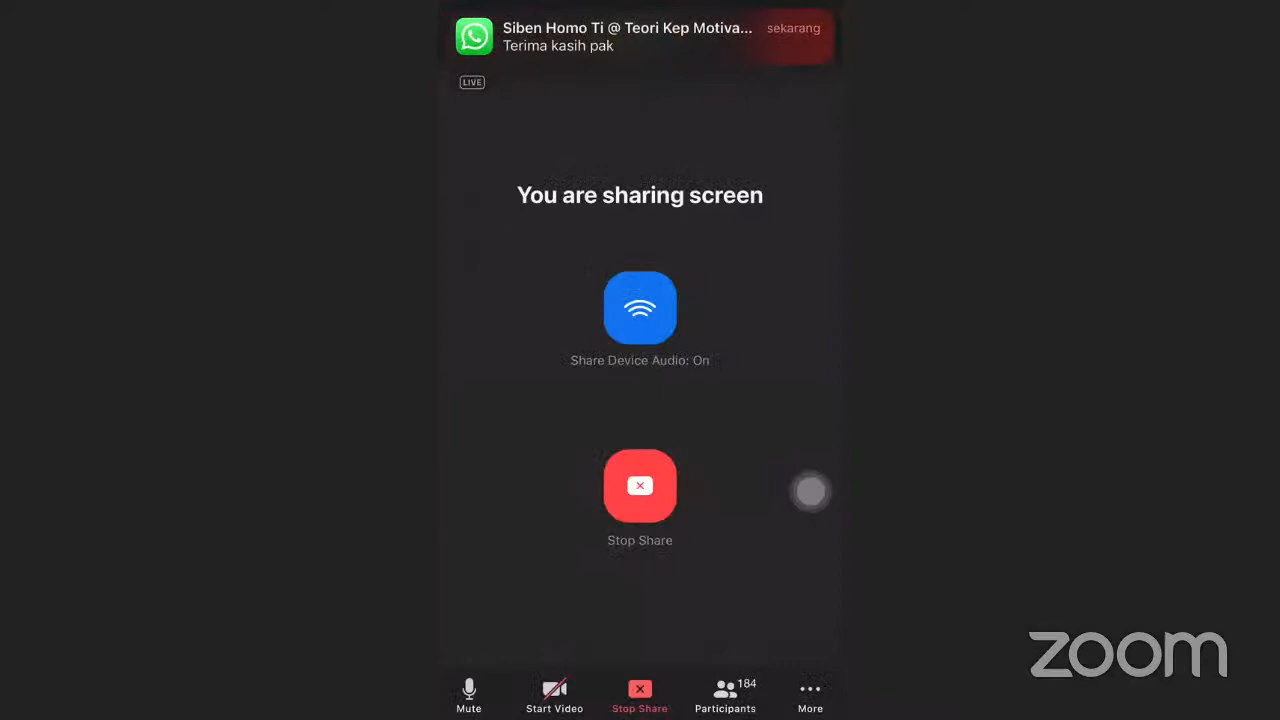 Siben Homo Ti @ Teori Kep Motiva... sekarang
Terima kasih pak
LIVE
You are sharing screen
Share Device Audio: On
Stop Share
184
Mute Start Video Stop Share Participants More
zoom